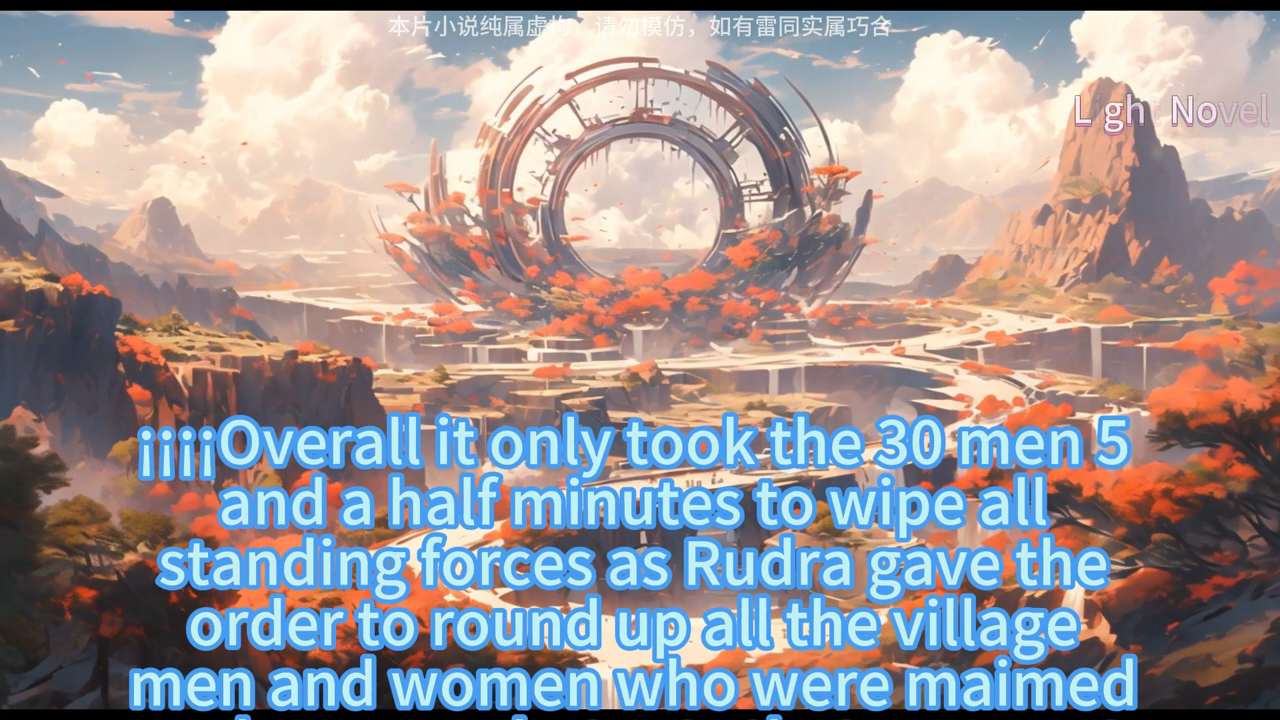 本片小说纯属虚构，请勿模仿，如有雷同实属巧合
Light Novel
¡¡¡¡Overall it only took the 30 men 5
and a half minutes to wipe all
standing forces as Rudra gave the
order to round up all the village
men and women who were maimed